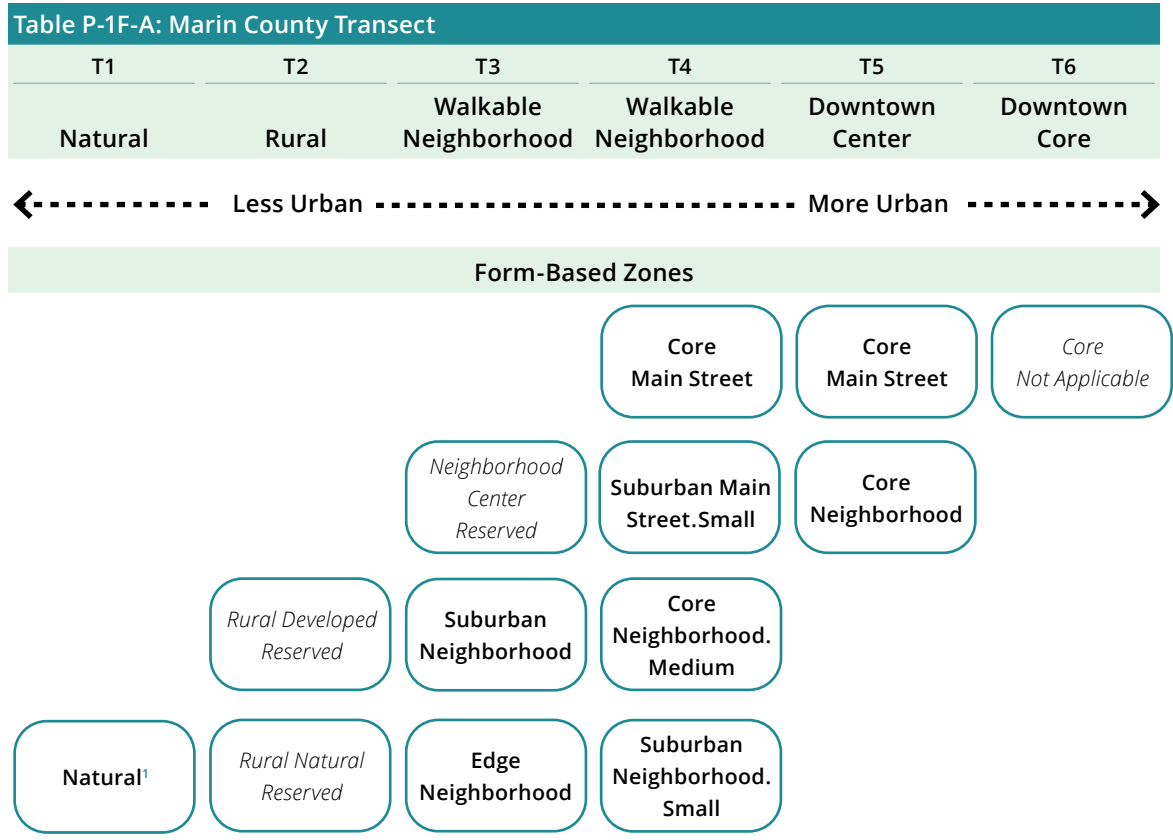 Table P-1F-A: Marin County Transect
T1 T2 T3 T4 T5 T6
Natural Rural Walkable Neighborhood Walkable Neighborhood Downtown Center Downtown Core
Less Urban More Urban
Form-Based Zones
Core
Main Street
Core
Main Street
Core
Not Applicable
Neighborhood
Center
Reserved
Suburban Main
Street.Small
Core
Neighborhood
Rural Developed
Reserved
Suburban
Neighborhood
Core
Neighborhood.
Medium
Natural1
Rural Natural
Reserved
Edge
Neighborhood
Suburban
Neighborhood.
Small